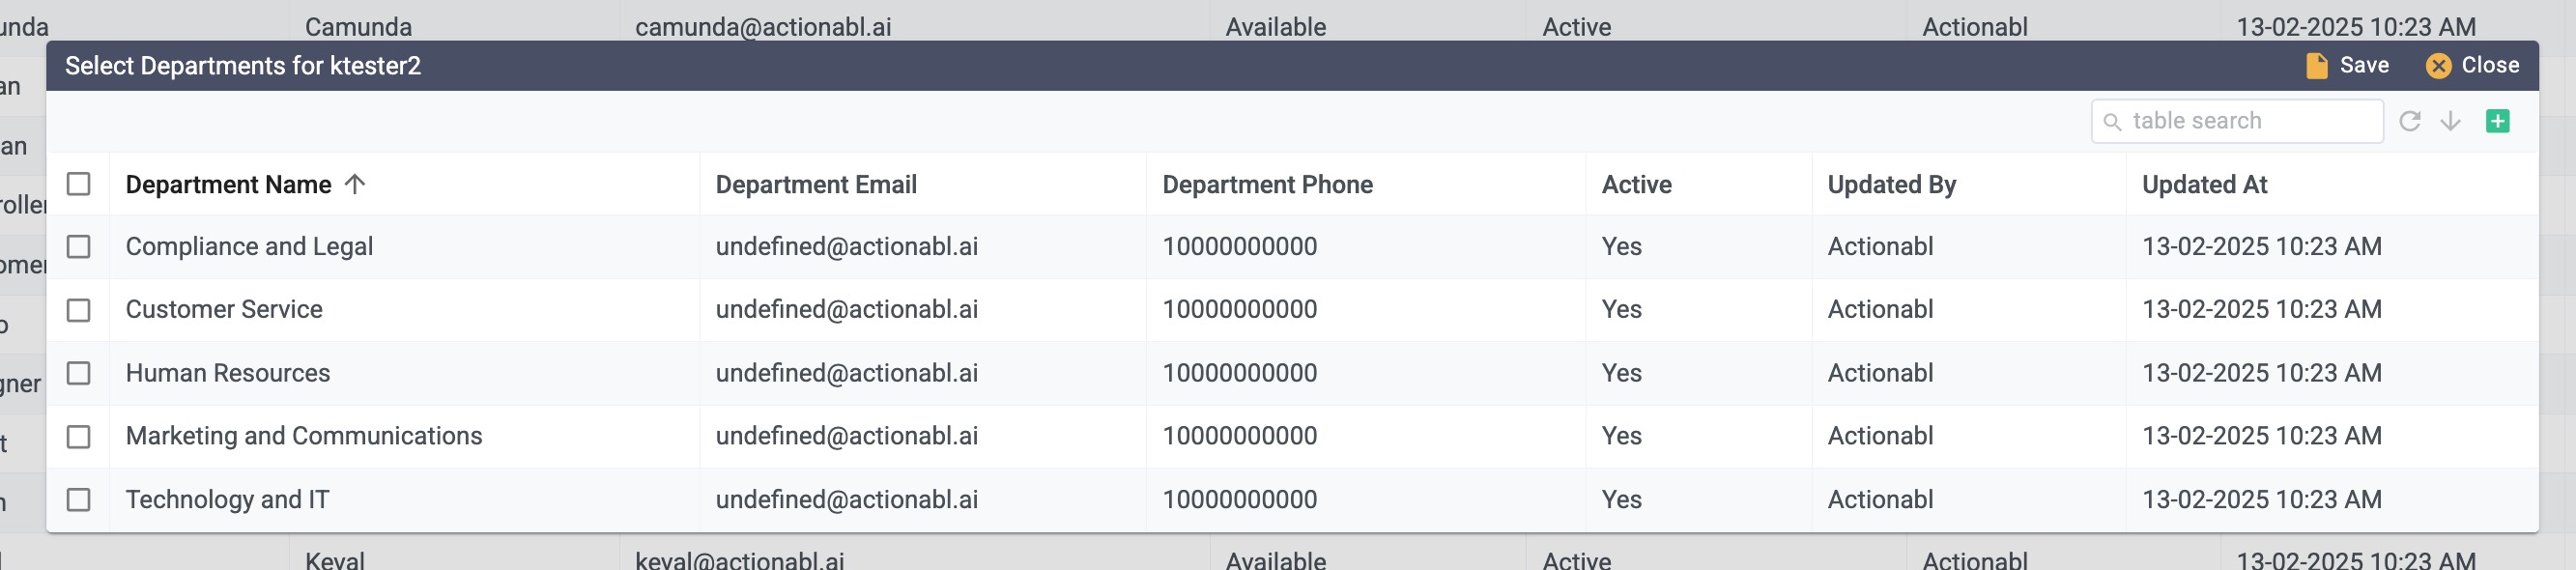 unda Camunda camunda@actionabl.ai Available Active Actionabl 13-02-2025 10:23 AM
Select Departments for ktester2 Save Close
an
table search
an
Department Name Department Email Department Phone Active Updated By Updated At
roller
Compliance and Legal undefined@actionabl.ai 10000000000 Yes Actionabl 13-02-2025 10:23 AM
omer
Customer Service undefined@actionabl.ai 10000000000 Yes Actionabl 13-02-2025 10:23 AM
o
Human Resources undefined@actionabl.ai 10000000000 Yes Actionabl 13-02-2025 10:23 AM
gner
Marketing and Communications undefined@actionabl.ai 10000000000 Yes Actionabl 13-02-2025 10:23 AM
t
Technology and IT undefined@actionabl.ai 10000000000 Yes Actionabl 13-02-2025 10:23 AM
Keval keval@actionabl.ai Available Active Actionabl 13-02-2025 10:23 AM